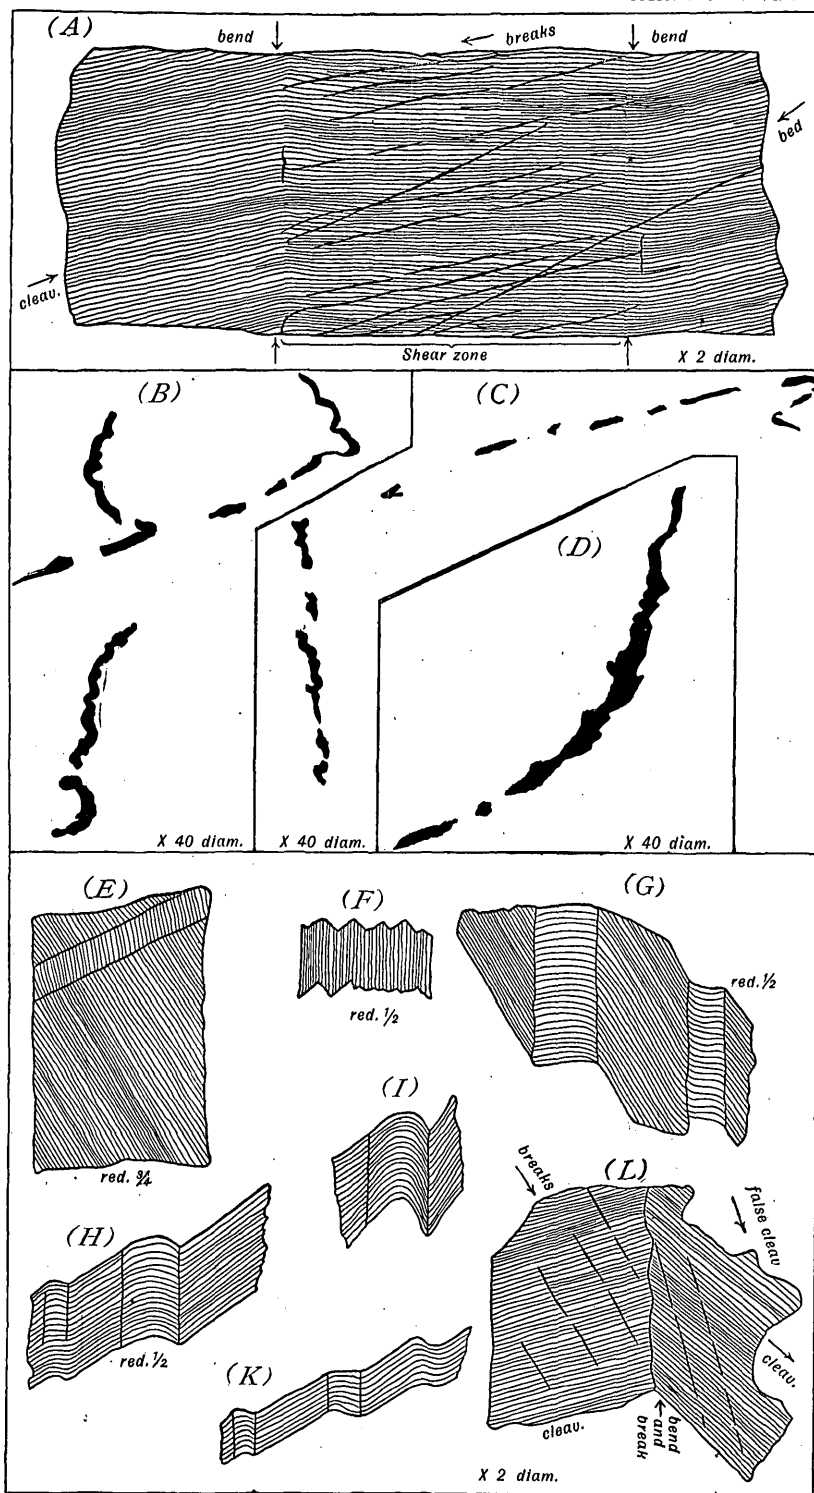 (A)
bend
breaks
bend
bed
cleav.
Shear zone
X 2 diam.
(B)
(C)
(D)
X 40 diam.
X 40 diam.
X 40 diam.
(E)
(F)
(G)
red. 1/2
red. 1/2
(I)
red. 3/4
breaks
(L)
false cleav
(H)
red. 1/2
cleav.
(K)
cleav.
bend and break
X 2 diam.